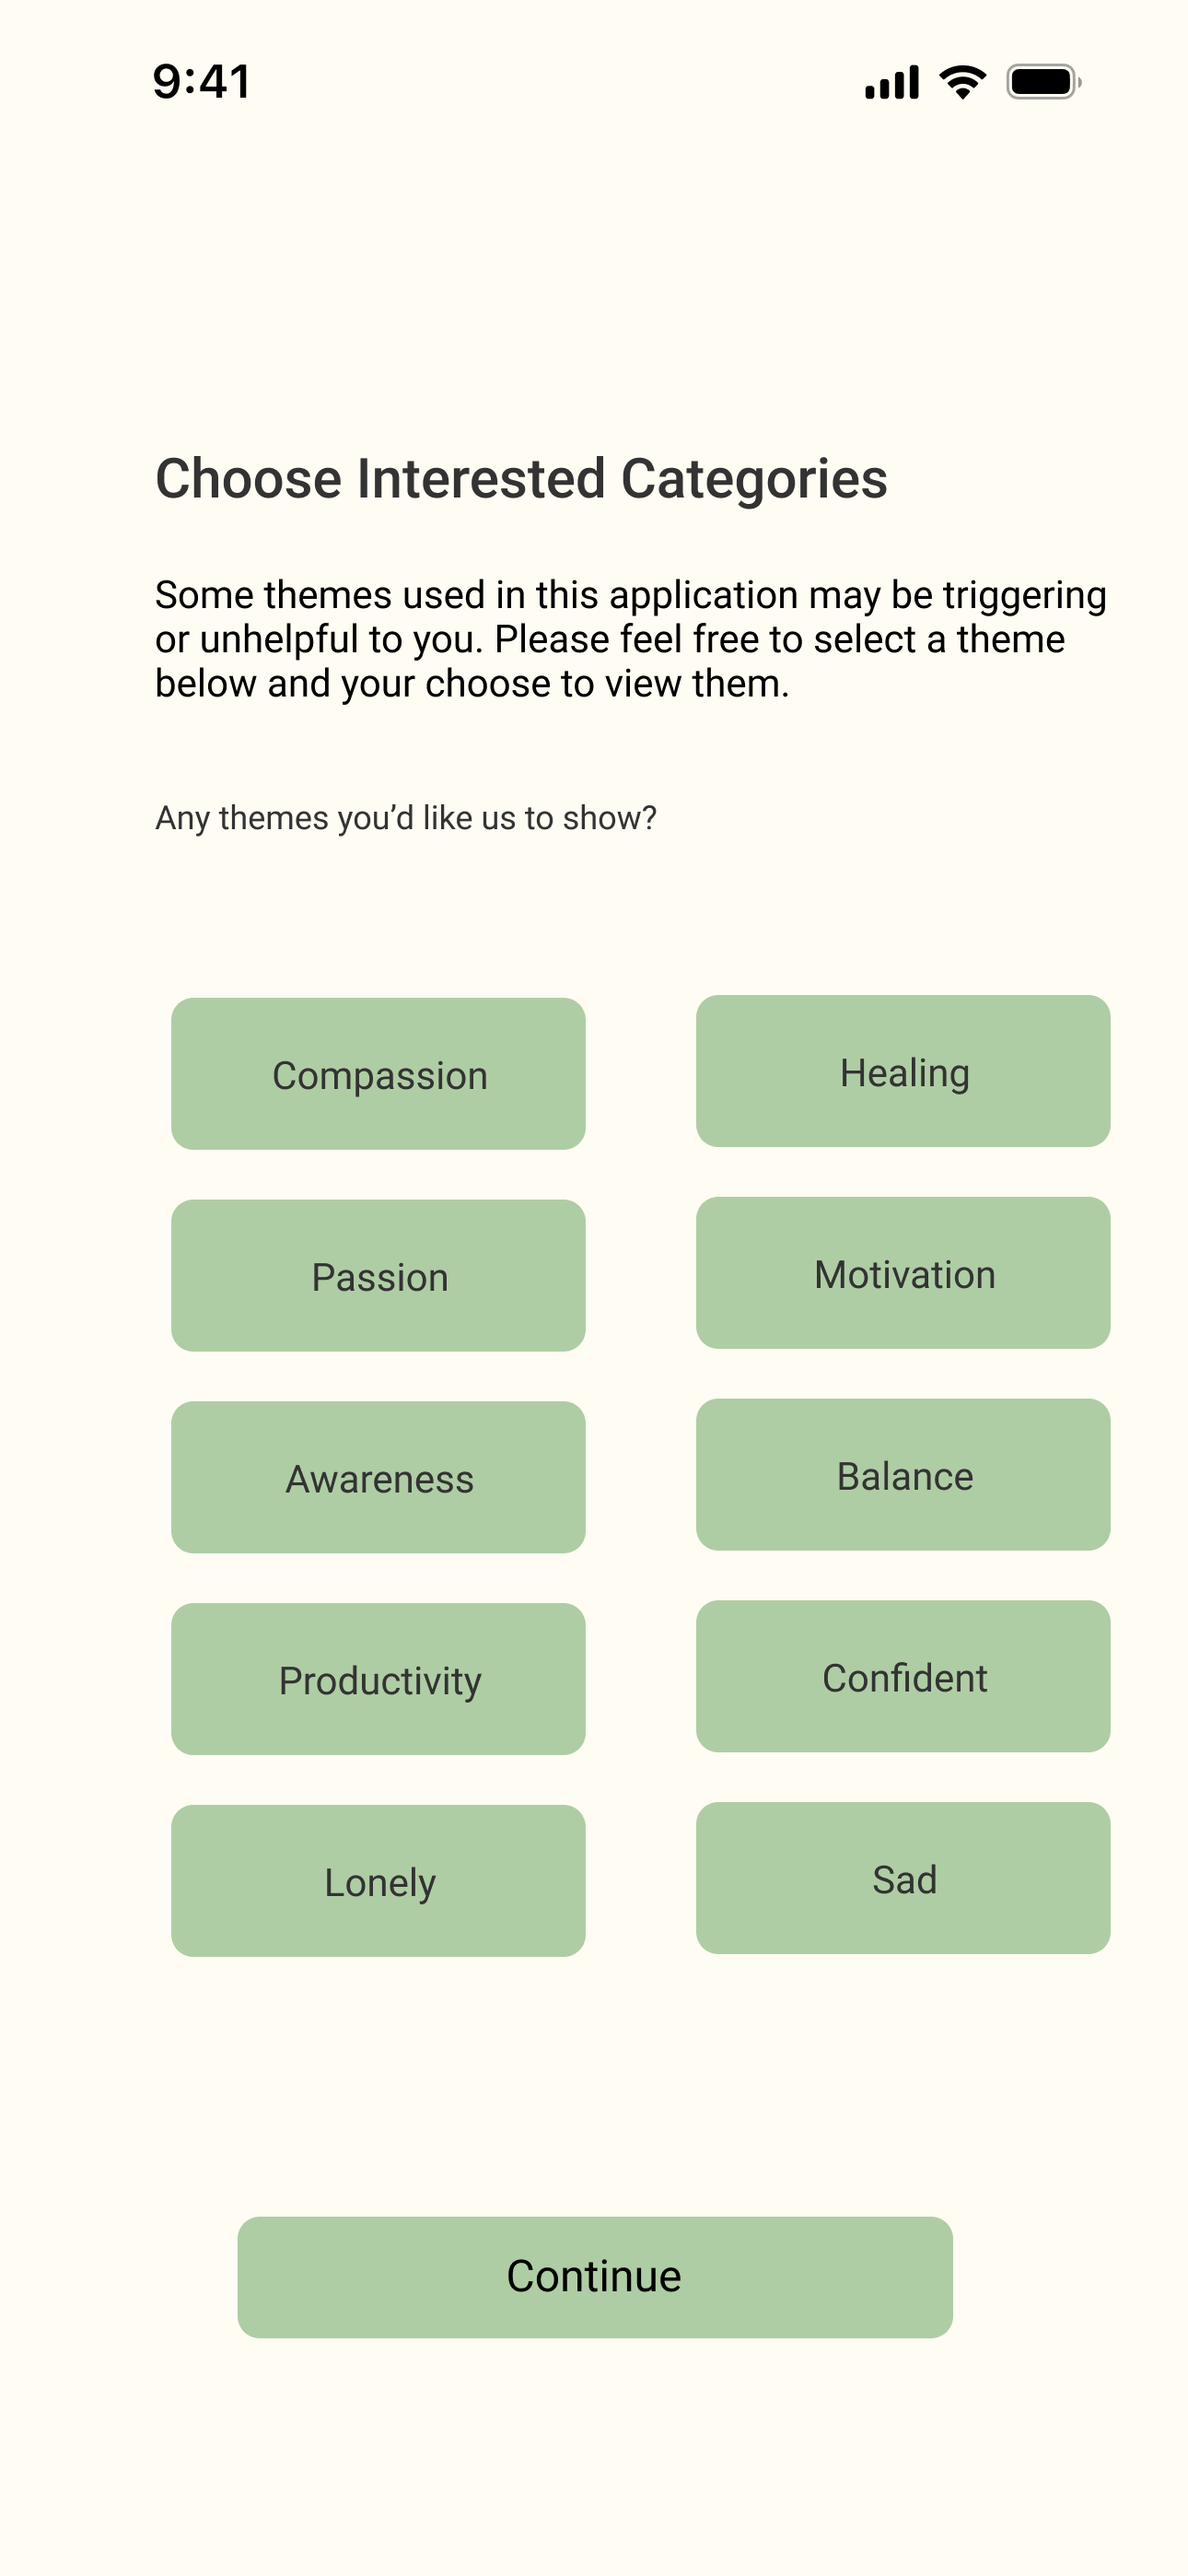 9:41
Choose Interested Categories
Some themes used in this application may be triggering
or unhelpful to you. Please feel free to select a theme
below and your choose to view them.
Any themes you’d like us to show?
Compassion
Healing
Passion
Motivation
Awareness
Balance
Productivity
Confident
Lonely
Sad
Continue